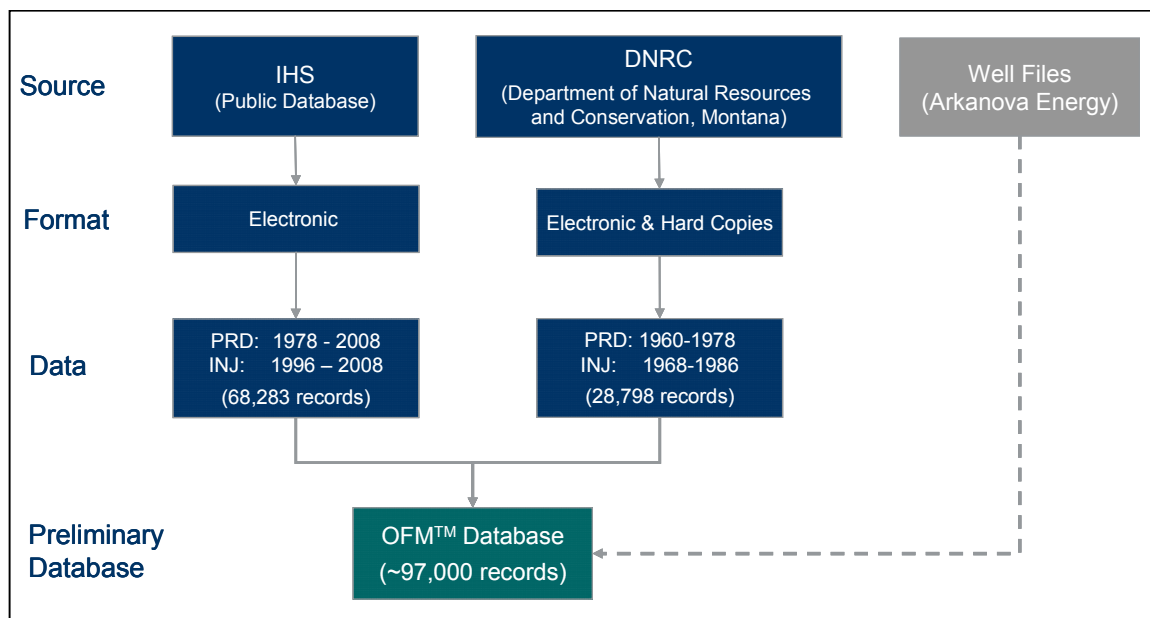 Source
IHS
(Public Database)
DNRC
(Department of Natural Resources
and Conservation, Montana)
Well Files
(Arkanova Energy)
Format
Electronic
Electronic & Hard Copies
Data
PRD: 1978 - 2008
INJ: 1996 – 2008
(68,283 records)
PRD: 1960-1978
INJ: 1968-1986
(28,798 records)
Preliminary
Database
OFM™ Database
(~97,000 records)